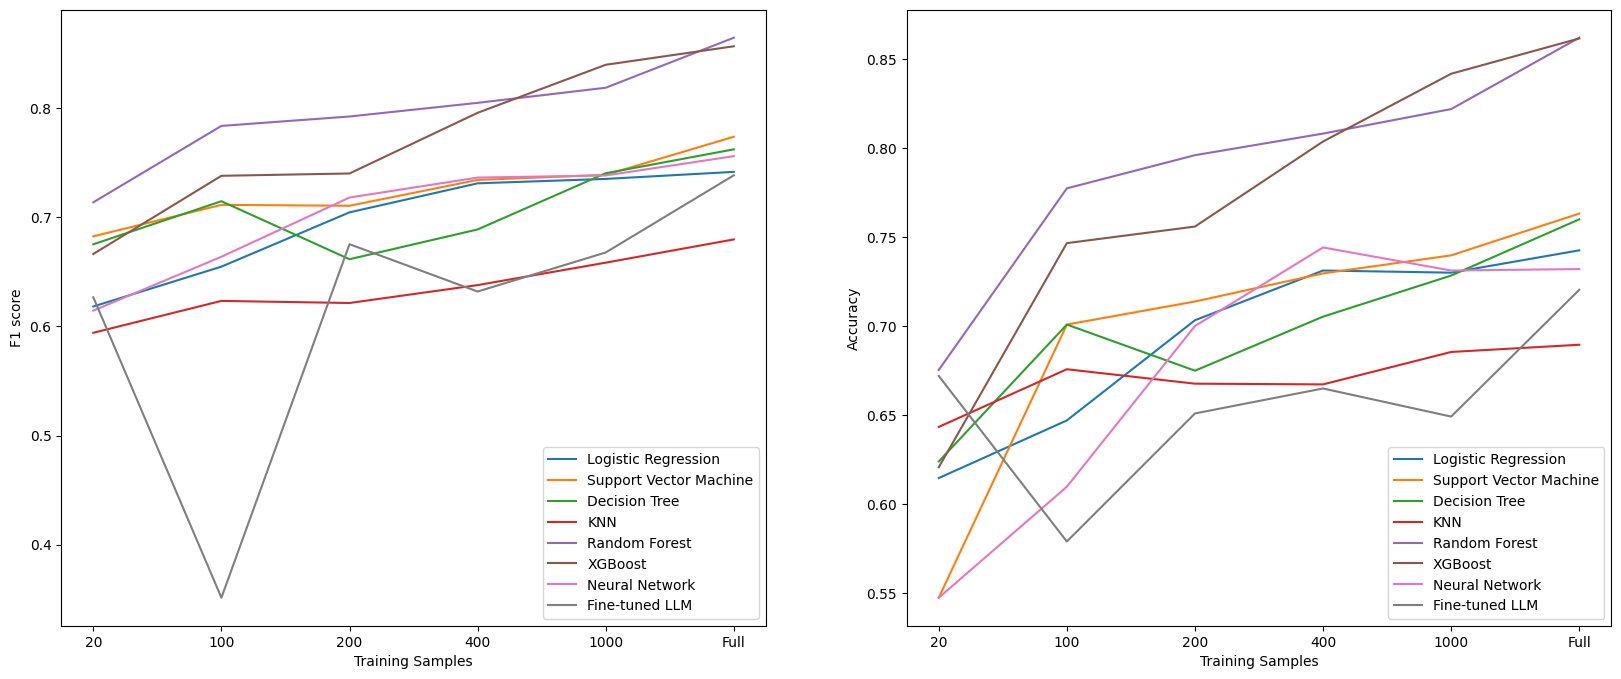 F1 score
0.8
0.7
0.6
0.5
0.4
20
100
200
400
1000
Full
Training Samples
Logistic Regression
Support Vector Machine
Decision Tree
KNN
Random Forest
XGBoost
Neural Network
Fine-tuned LLM
Accuracy
0.85
0.80
0.75
0.70
0.65
0.60
0.55
20
100
200
400
1000
Full
Training Samples
Logistic Regression
Support Vector Machine
Decision Tree
KNN
Random Forest
XGBoost
Neural Network
Fine-tuned LLM